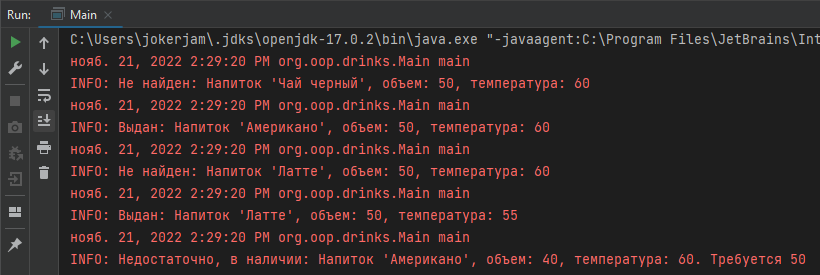 Run: Main ×
C:\Users\jokerjam\.jdks\openjdk-17.0.2\bin\java.exe "-javaagent:C:\Program Files\JetBrains\Int
нояб. 21, 2022 2:29:20 PM org.oop.drinks.Main main
INFO: Не найден: Напиток 'Чай черный', объем: 50, температура: 60
нояб. 21, 2022 2:29:20 PM org.oop.drinks.Main main
INFO: Выдан: Напиток 'Американо', объем: 50, температура: 60
нояб. 21, 2022 2:29:20 PM org.oop.drinks.Main main
INFO: Не найден: Напиток 'Латте', объем: 50, температура: 60
нояб. 21, 2022 2:29:20 PM org.oop.drinks.Main main
INFO: Выдан: Напиток 'Латте', объем: 50, температура: 55
нояб. 21, 2022 2:29:20 PM org.oop.drinks.Main main
INFO: Недостаточно, в наличии: Напиток 'Американо', объем: 40, температура: 60. Требуется 50